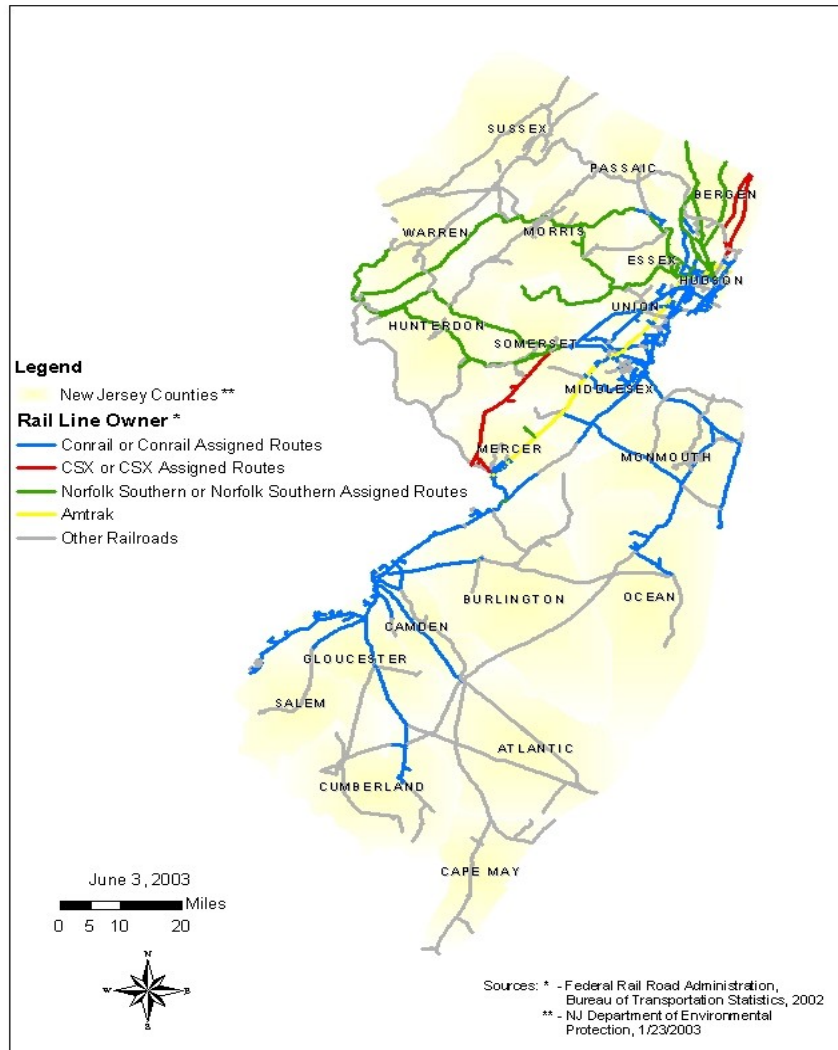 SUSSEX
PASSAIC
BERGEN
WARREN
MORRIS
ESSEX
HUDSON
UNION
HUNTERDON
SOMERSET
Legend
New Jersey Counties **
MIDDLESEX
Rail Line Owner *
Conrail or Conrail Assigned Routes
MERCER
MONMOUTH
CSX or CSX Assigned Routes
Norfolk Southern or Norfolk Southern Assigned Routes
Amtrak
Other Railroads
BURLINGTON
OCEAN
CAMDEN
GLOUCESTER
SALEM
ATLANTIC
CUMBERLAND
CAPE MAY
June 3, 2003
Miles
0 5 10 20
N
W E
S
Sources: * - Federal Rail Road Administration,
Bureau of Transportation Statistics, 2002
** - NJ Department of Environmental
Protection, 1/23/2003